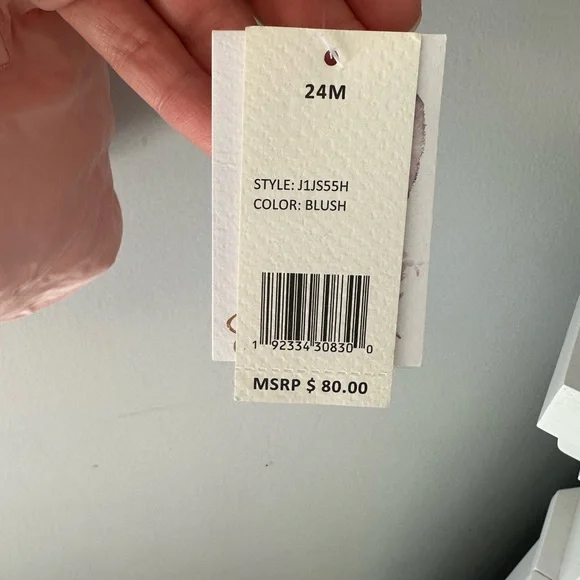 24M
STYLE: J1JS55H
COLOR: BLUSH
1 92334 30830 0
MSRP $ 80.00